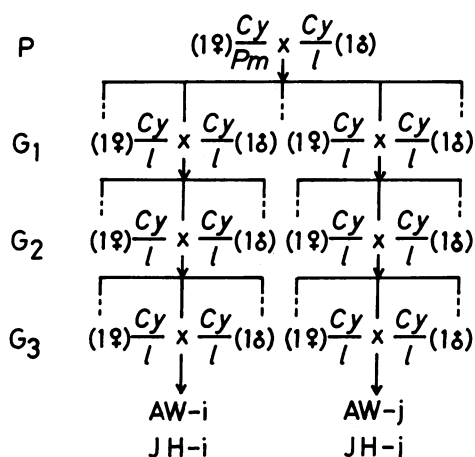 P (1♀) Cy/Pm x Cy/l (1♂)
G1 (1♀) Cy/l x Cy/l (1♂) (1♀) Cy/l x Cy/l (1♂)
G2 (1♀) Cy/l x Cy/l (1♂) (1♀) Cy/l x Cy/l (1♂)
G3 (1♀) Cy/l x Cy/l (1♂) (1♀) Cy/l x Cy/l (1♂)
AW-i AW-j
JH-i JH-j